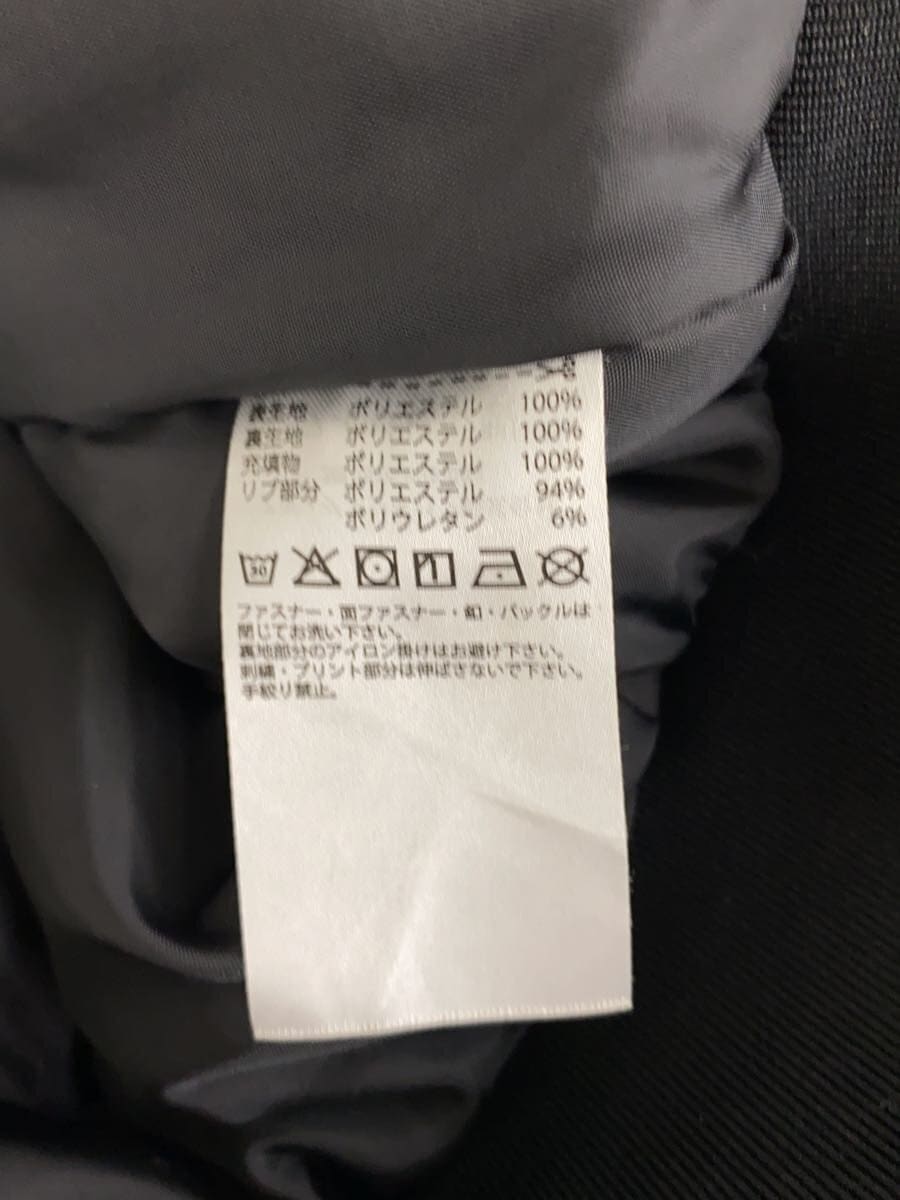 表生地 ポリエステル 100%
裏生地 ポリエステル 100%
充填物 ポリエステル 100%
リブ部分 ポリエステル 94%
ポリウレタン 6%
30
ファスナー・面ファスナー・釦・バックルは
閉じてお洗い下さい。
裏地部分のアイロン掛けはお避け下さい。
刺繍・プリント部分は伸ばさないで下さい。
手絞り禁止。